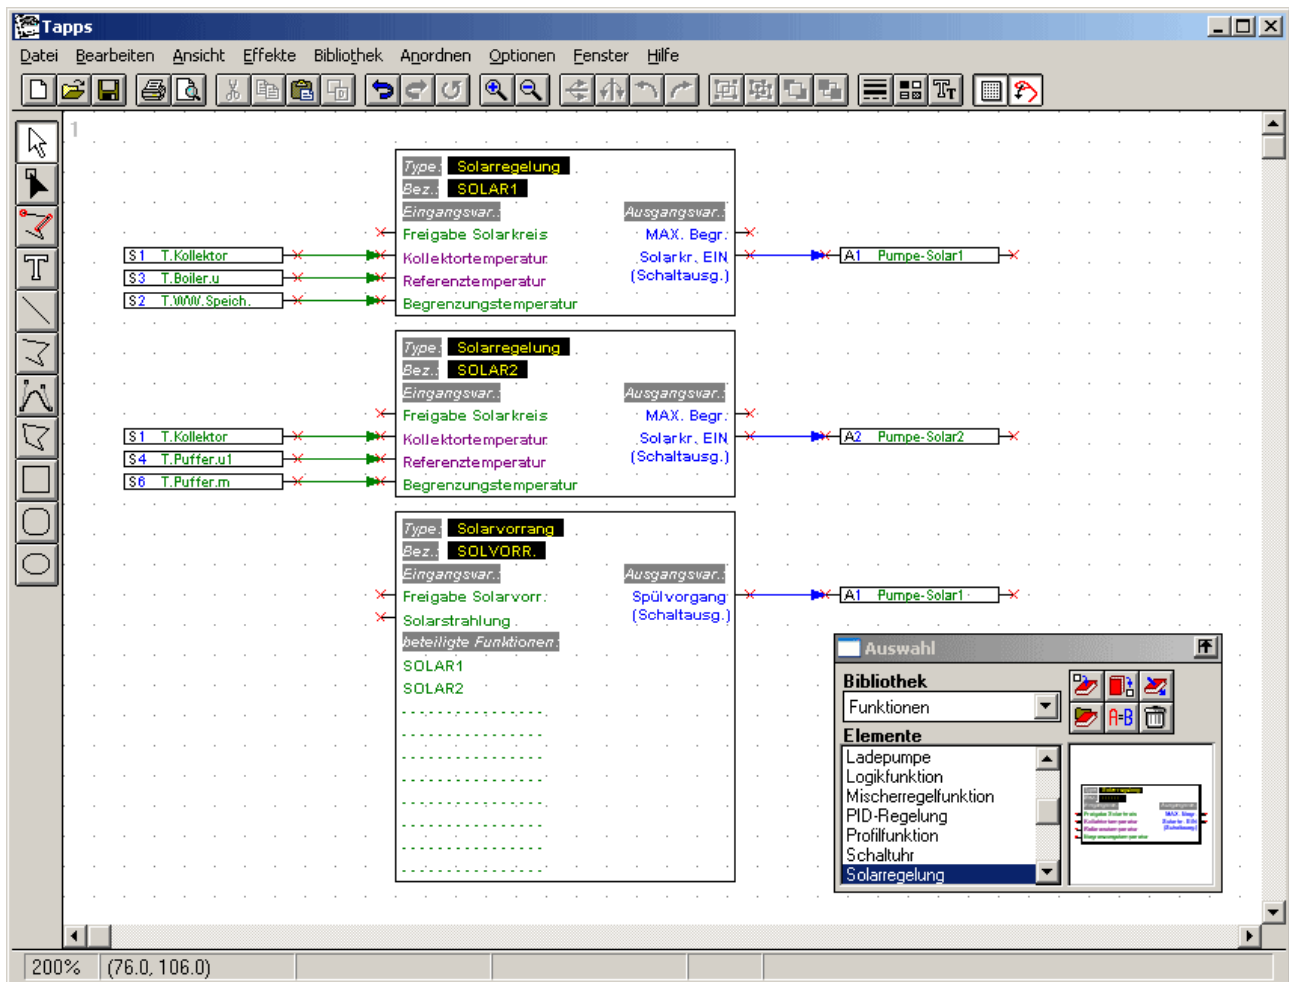 Tapps
Datei Bearbeiten Ansicht Effekte Bibliothek Anordnen Optionen Fenster Hilfe
1
Type: Solarregelung
Bez.: SOLAR1
Eingangsvar.: Ausgangsvar.:
Freigabe Solarkreis MAX. Begr.
S1 T.Kollektor Kollektortemperatur Solarkr. EIN A1 Pumpe-Solar1
S3 T.Boiler.u Referenztemperatur (Schaltausg.)
S2 T.WW.Speich. Begrenzungstemperatur
Type: Solarregelung
Bez.: SOLAR2
Eingangsvar.: Ausgangsvar.:
Freigabe Solarkreis MAX. Begr.
S1 T.Kollektor Kollektortemperatur Solarkr. EIN A2 Pumpe-Solar2
S4 T.Puffer.u1 Referenztemperatur (Schaltausg.)
S6 T.Puffer.m Begrenzungstemperatur
Type: Solarvorrang
Bez.: SOLVORR.
Eingangsvar.: Ausgangsvar.:
Freigabe Solarvorr. Spülvorgang A1 Pumpe-Solar1
Solarstrahlung (Schaltausg.)
beteiligte Funktionen:
SOLAR1
SOLAR2
Auswahl
Bibliothek
Funktionen
A=B
Elemente
Ladepumpe
Logikfunktion
Mischerregelfunktion
PID-Regelung
Profilfunktion
Schaltuhr
Solarregelung
200% (76.0, 106.0)